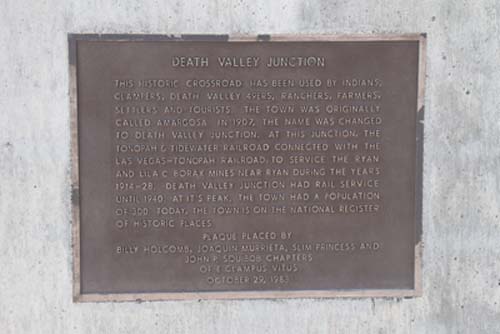 DEATH VALLEY JUNCTION
THIS HISTORIC CROSSROAD HAS BEEN USED BY INDIANS,
CLAMPERS, DEATH VALLEY 49ERS, RANCHERS, FARMERS,
SETTLERS AND TOURISTS. THE TOWN WAS ORIGINALLY
CALLED AMARGOSA. IN 1907, THE NAME WAS CHANGED
TO DEATH VALLEY JUNCTION. AT THIS JUNCTION, THE
TONOPAH & TIDEWATER RAILROAD CONNECTED WITH THE
LAS VEGAS-TONOPAH RAILROAD, TO SERVICE THE RYAN
AND LILA C BORAX MINES NEAR RYAN DURING THE YEARS
1914-28. DEATH VALLEY JUNCTION HAD RAIL SERVICE
UNTIL 1940. AT IT'S PEAK, THE TOWN HAD A POPULATION
OF 300. TODAY, THE TOWN IS ON THE NATIONAL REGISTER
OF HISTORIC PLACES.
PLAQUE PLACED BY
BILLY HOLCOMB, JOAQUIN MURRIETA, SLIM PRINCESS AND
JOHN P. SQUIBOB CHAPTERS
OF E CLAMPUS VITUS
OCTOBER 29, 1983